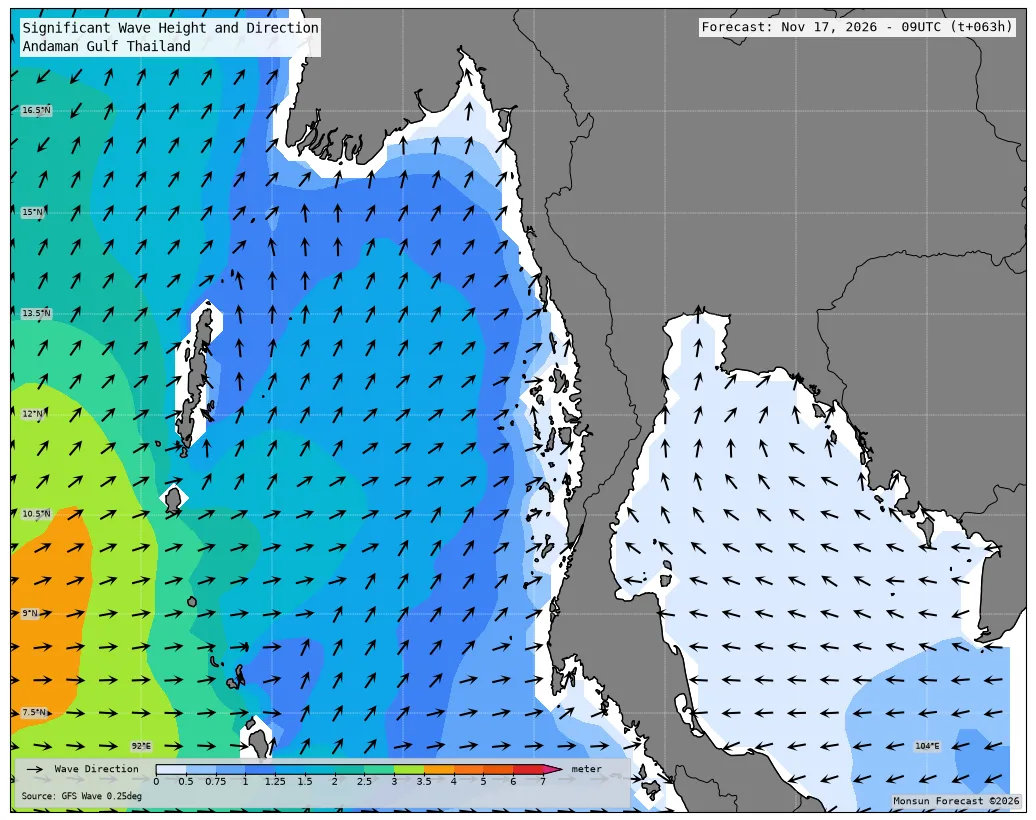 Significant Wave Height and Direction
Andaman Gulf Thailand
Forecast: Nov 17, 2026 - 09UTC (t+063h)
16.5°N
15°N
13.5°N
12°N
10.5°N
9°N
7.5°N
92°E
104°E
Wave Direction
0 0.5 0.75 1 1.25 1.5 2 2.5 3 3.5 4 5 6 7
meter
Source: GFS Wave 0.25deg
Monsun Forecast ©2026